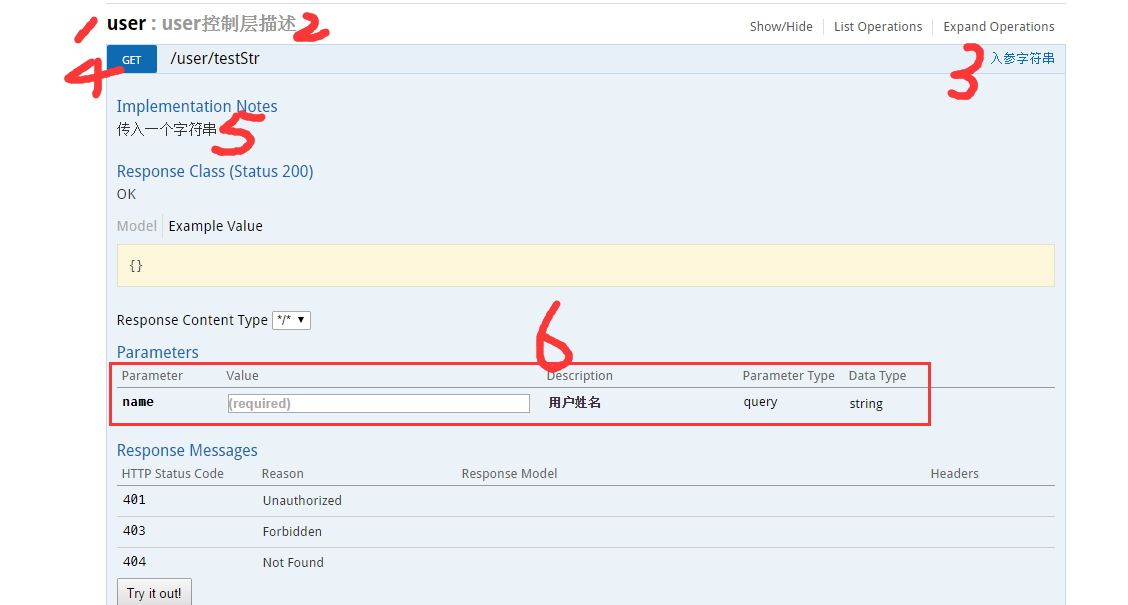 1 user : user控制层描述 2 Show/Hide List Operations Expand Operations
4 GET /user/testStr 3 入参字符串
Implementation Notes
传入一个字符串 5
Response Class (Status 200)
OK
Model Example Value
{}
Response Content Type */* ▼
6
Parameters
Parameter Value Description Parameter Type Data Type
name (required) 用户姓名 query string
Response Messages
HTTP Status Code Reason Response Model Headers
401 Unauthorized
403 Forbidden
404 Not Found
Try it out!